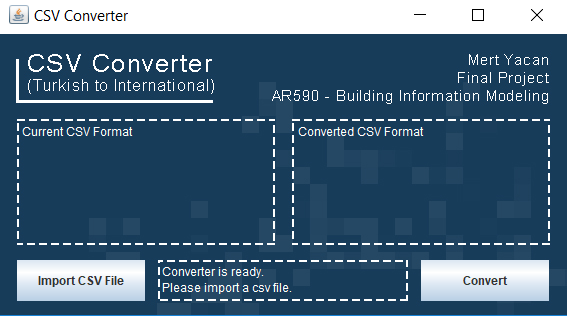 CSV Converter
CSV Converter
(Turkish to International)
Mert Yacan
Final Project
AR590 - Building Information Modeling
Current CSV Format
Converted CSV Format
Import CSV File
Converter is ready.
Please import a csv file.
Convert